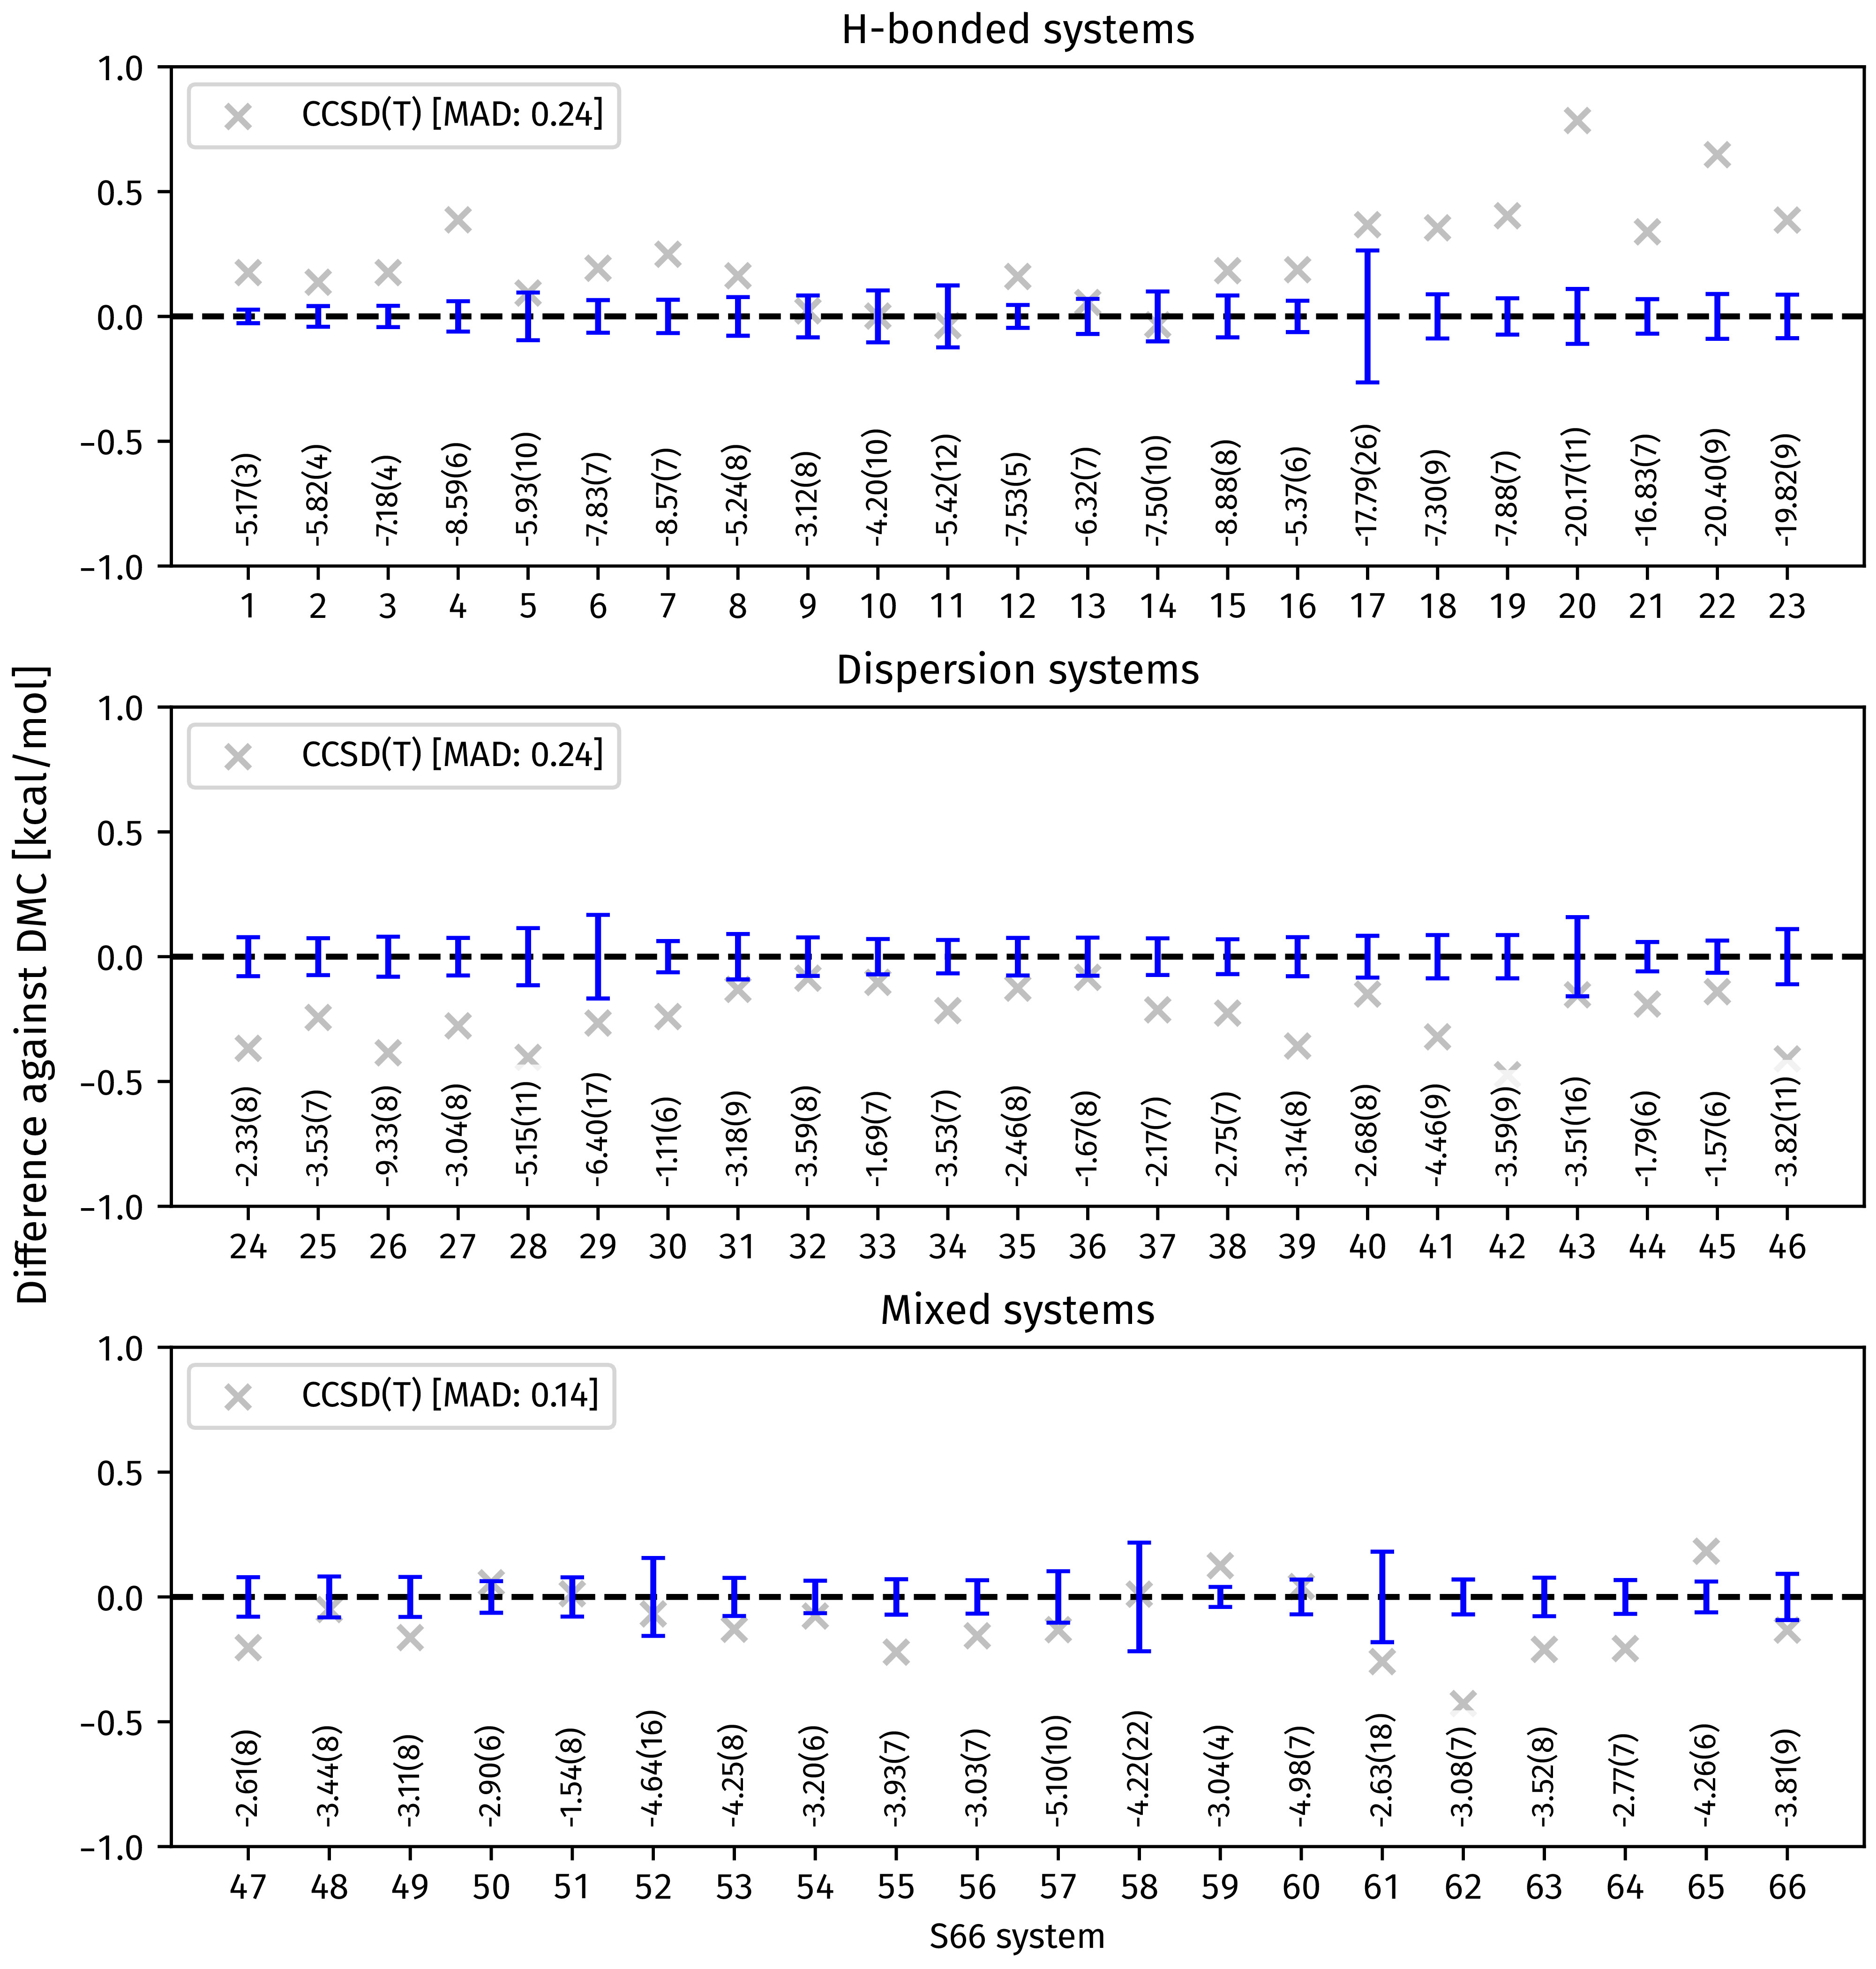 H-bonded systems
1.0
CCSD(T) [MAD: 0.24]
0.5
0.0
−0.5
−1.0
-5.17(3) -5.82(4) -7.18(4) -8.59(6) -5.93(10) -7.83(7) -8.57(7) -5.24(8) -3.12(8) -4.20(10) -5.42(12) -7.53(5) -6.32(7) -7.50(10) -8.88(8) -5.37(6) -17.79(26) -7.30(9) -7.88(7) -20.17(11) -16.83(7) -20.40(9) -19.82(9)
1 2 3 4 5 6 7 8 9 10 11 12 13 14 15 16 17 18 19 20 21 22 23
Difference against DMC [kcal/mol]
Dispersion systems
1.0
CCSD(T) [MAD: 0.24]
0.5
0.0
−0.5
−1.0
-2.33(8) -3.53(7) -9.33(8) -3.04(8) -5.15(11) -6.40(17) -1.11(6) -3.18(9) -3.59(8) -1.69(7) -3.53(7) -2.46(8) -1.67(8) -2.17(7) -2.75(7) -3.14(8) -2.68(8) -4.46(9) -3.59(9) -3.51(16) -1.79(6) -1.57(6) -3.82(11)
24 25 26 27 28 29 30 31 32 33 34 35 36 37 38 39 40 41 42 43 44 45 46
Mixed systems
1.0
CCSD(T) [MAD: 0.14]
0.5
0.0
−0.5
−1.0
-2.61(8) -3.44(8) -3.11(8) -2.90(6) -1.54(8) -4.64(16) -4.25(8) -3.20(6) -3.93(7) -3.03(7) -5.10(10) -4.22(22) -3.04(4) -4.98(7) -2.63(18) -3.08(7) -3.52(8) -2.77(7) -4.26(6) -3.81(9)
47 48 49 50 51 52 53 54 55 56 57 58 59 60 61 62 63 64 65 66
S66 system